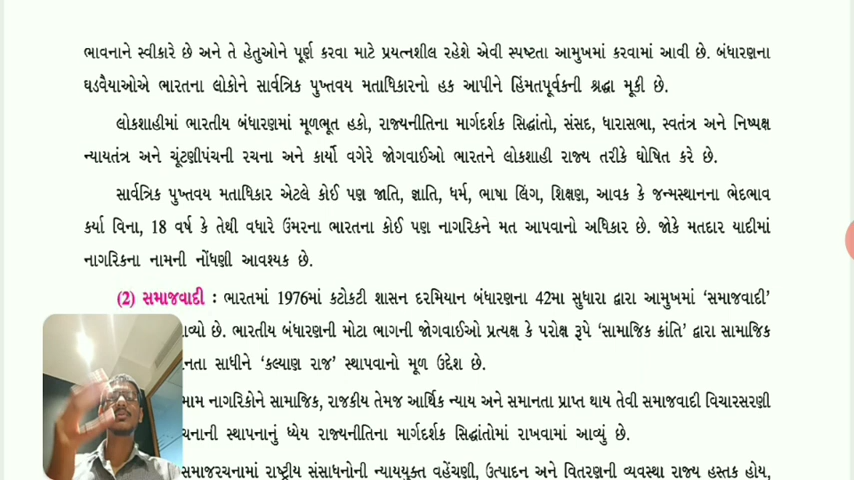 ભાવનાને સ્વીકારે છે અને તે હેતુઓને પૂર્ણ કરવા માટે પ્રયત્નશીલ રહેશે એવી સ્પષ્ટતા આમુખમાં કરવામાં આવી છે. બંધારણના
ઘડવૈયાઓએ ભારતના લોકોને સાર્વત્રિક પુખ્તવય મતાધિકારનો હક આપીને હિંમતપૂર્વકની શ્રદ્ધા મૂકી છે.
લોકશાહીમાં ભારતીય બંધારણમાં મૂળભૂત હકો, રાજ્યનીતિના માર્ગદર્શક સિદ્ધાંતો, સંસદ, ધારાસભા, સ્વતંત્ર અને નિષ્પક્ષ
ન્યાયતંત્ર અને ચૂંટણીપંચની રચના અને કાર્યો વગેરે જોગવાઈઓ ભારતને લોકશાહી રાજ્ય તરીકે ઘોષિત કરે છે.
સાર્વત્રિક પુખ્તવય મતાધિકાર એટલે કોઈ પણ જાતિ, જ્ઞાતિ, ધર્મ, ભાષા લિંગ, શિક્ષણ, આવક કે જન્મસ્થાનના ભેદભાવ
કર્યા વિના, 18 વર્ષ કે તેથી વધારે ઉંમરના ભારતના કોઈ પણ નાગરિકને મત આપવાનો અધિકાર છે. જોકે મતદાર યાદીમાં
નાગરિકના નામની નોંધણી આવશ્યક છે.
(2) સમાજવાદી : ભારતમાં 1976માં કટોકટી શાસન દરમિયાન બંધારણના 42મા સુધારા દ્વારા આમુખમાં ‘સમાજવાદી’
આવ્યો છે. ભારતીય બંધારણની મોટા ભાગની જોગવાઈઓ પ્રત્યક્ષ કે પરોક્ષ રૂપે ‘સામાજિક ક્રાંતિ’ દ્વારા સામાજિક
નતા સાધીને ‘કલ્યાણ રાજ’ સ્થાપવાનો મૂળ ઉદેશ છે.
મામ નાગરિકોને સામાજિક, રાજકીય તેમજ આર્થિક ન્યાય અને સમાનતા પ્રાપ્ત થાય તેવી સમાજવાદી વિચારસરણી
ચનાની સ્થાપનાનું ધ્યેય રાજ્યનીતિના માર્ગદર્શક સિદ્ધાંતોમાં રાખવામાં આવ્યું છે.
સમાજરચનામાં રાષ્ટ્રીય સંસાધનોની ન્યાયયુક્ત વહેંચણી, ઉત્પાદન અને વિતરણની વ્યવસ્થા રાજ્ય હસ્તક હોય,